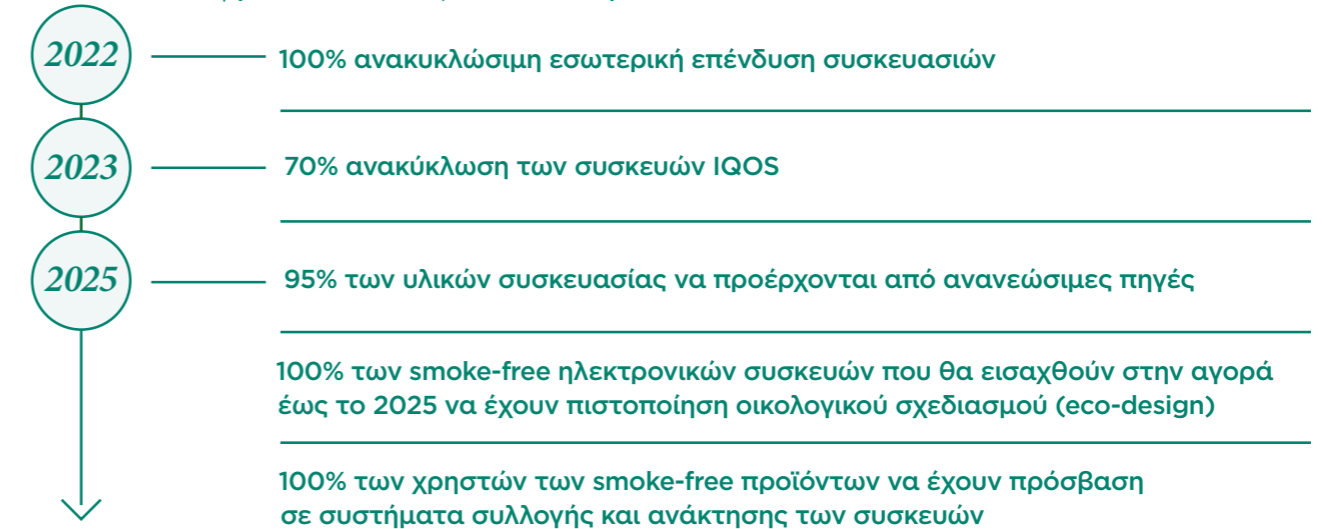 2022
100% ανακυκλώσιμη εσωτερική επένδυση συσκευασιών
2023
70% ανακύκλωση των συσκευών IQOS
2025
95% των υλικών συσκευασίας να προέρχονται από ανανεώσιμες πηγές
100% των smoke-free ηλεκτρονικών συσκευών που θα εισαχθούν στην αγορά
έως το 2025 να έχουν πιστοποίηση οικολογικού σχεδιασμού (eco-design)
100% των χρηστών των smoke-free προϊόντων να έχουν πρόσβαση
σε συστήματα συλλογής και ανάκτησης των συσκευών